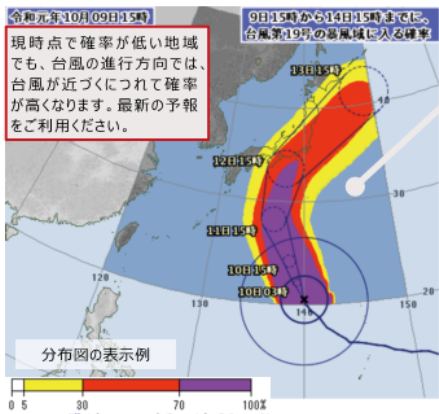 令和元年10月09日15時
9日15時から14日15時までに、
台風第19号の暴風域に入る確率
現時点で確率が低い地域
でも、台風の進行方向では、
台風が近づくにつれて確率
が高くなります。最新の予報
をご利用ください。
13日15時
40
12日15時
30
11日15時
120
10日15時
10日03時
130
140
150
20
分布図の表示例
0 5 30 70 100%